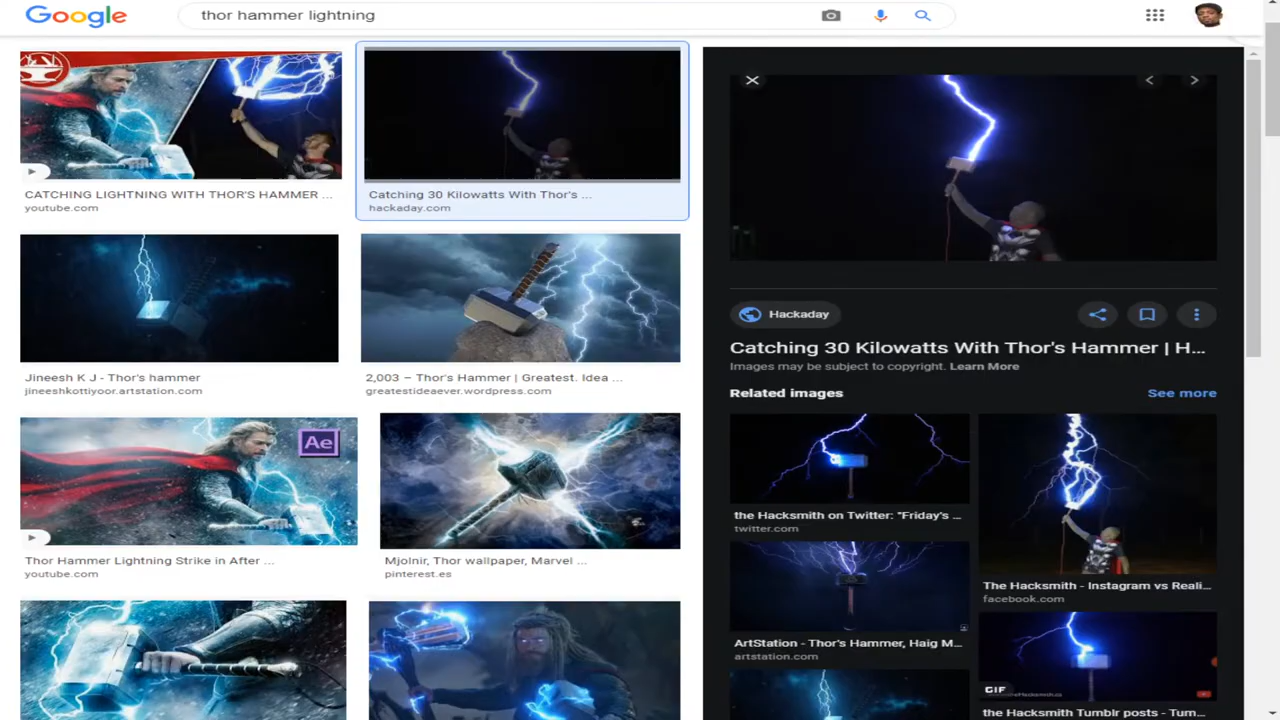 Google
thor hammer lightning
CATCHING LIGHTNING WITH THOR'S HAMMER ...
youtube.com
Catching 30 Kilowatts With Thor's ...
hackaday.com
Jineesh K J - Thor's hammer
jineeshkottiyoor.artstation.com
2,003 – Thor's Hammer | Greatest. Idea ...
greatestideaever.wordpress.com
Ae
Thor Hammer Lightning Strike in After ...
youtube.com
Mjolnir, Thor wallpaper, Marvel ...
pinterest.es
Hackaday
Catching 30 Kilowatts With Thor's Hammer | H...
Images may be subject to copyright. Learn More
Related images
See more
the Hacksmith on Twitter: "Friday's ...
twitter.com
The Hacksmith - Instagram vs Reali...
facebook.com
ArtStation - Thor's Hammer, Haig M...
artstation.com
GIF
the Hacksmith Tumblr posts - Tum...